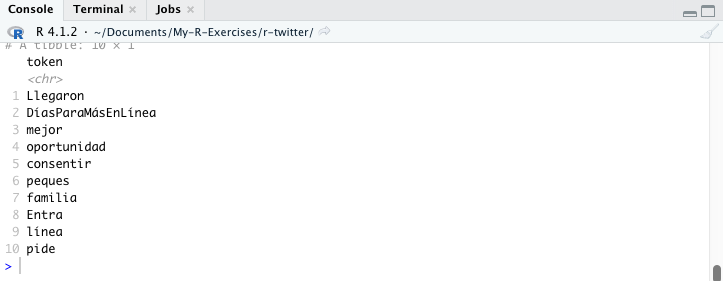 Console Terminal × Jobs ×
R R 4.1.2 · ~/Documents/My-R-Exercises/r-twitter/
# A tibble: 10 × 1
token
<chr>
1 Llegaron
2 DíasParaMásEnLínea
3 mejor
4 oportunidad
5 consentir
6 peques
7 familia
8 Entra
9 línea
10 pide
>